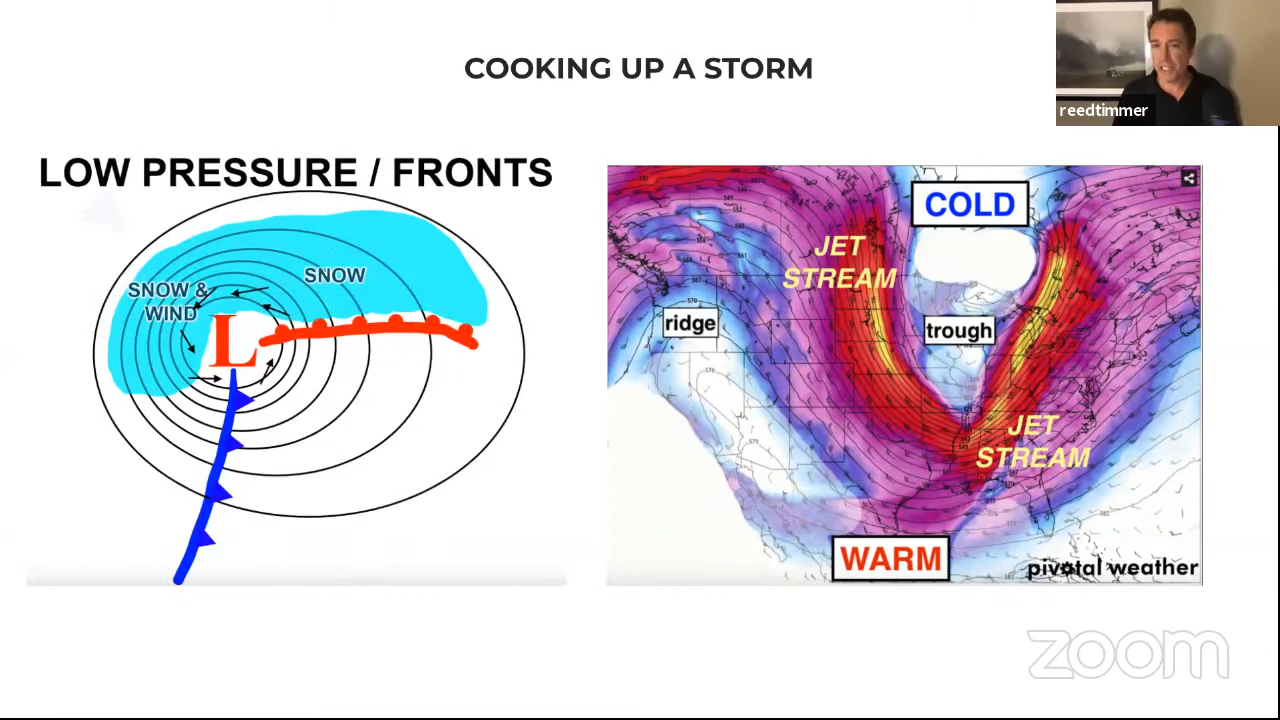 COOKING UP A STORM
reedtimmer
LOW PRESSURE / FRONTS
SNOW
SNOW &
WIND
L
COLD
JET
STREAM
ridge
trough
JET
STREAM
WARM
pivotal weather
zoom